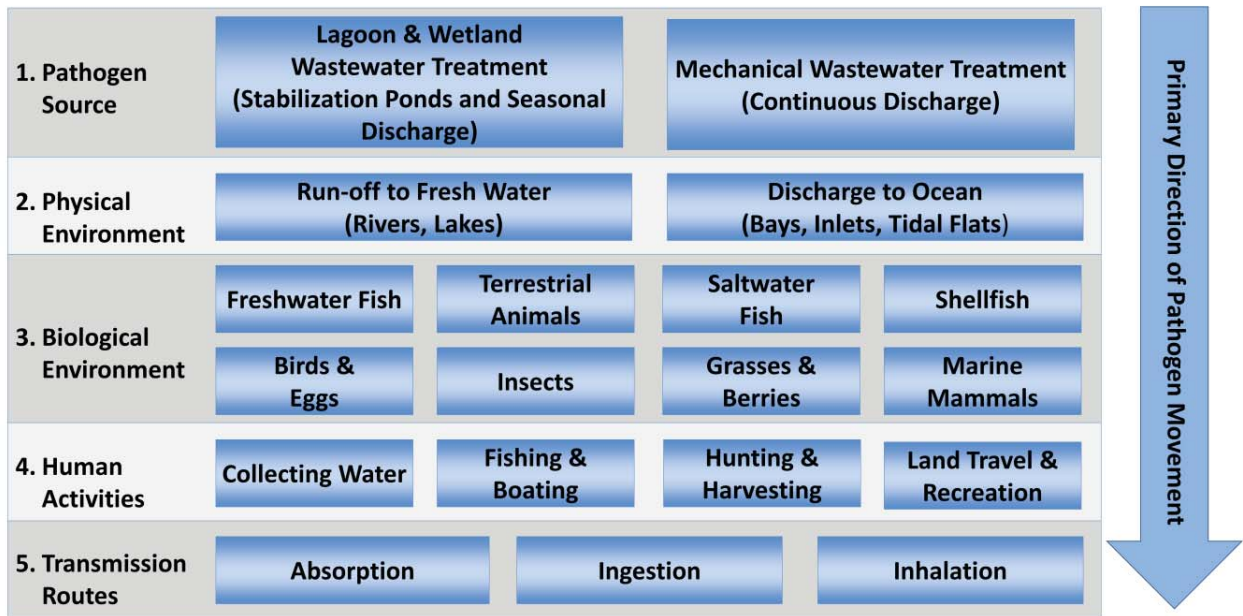 1. Pathogen
Source
Lagoon & Wetland
Wastewater Treatment
(Stabilization Ponds and Seasonal
Discharge)
Mechanical Wastewater Treatment
(Continuous Discharge)
2. Physical
Environment
Run-off to Fresh Water
(Rivers, Lakes)
Discharge to Ocean
(Bays, Inlets, Tidal Flats)
3. Biological
Environment
Freshwater Fish
Terrestrial
Animals
Saltwater
Fish
Shellfish
Birds &
Eggs
Insects
Grasses &
Berries
Marine
Mammals
4. Human
Activities
Collecting Water
Fishing &
Boating
Hunting &
Harvesting
Land Travel &
Recreation
5. Transmission
Routes
Absorption
Ingestion
Inhalation
Primary Direction of Pathogen Movement